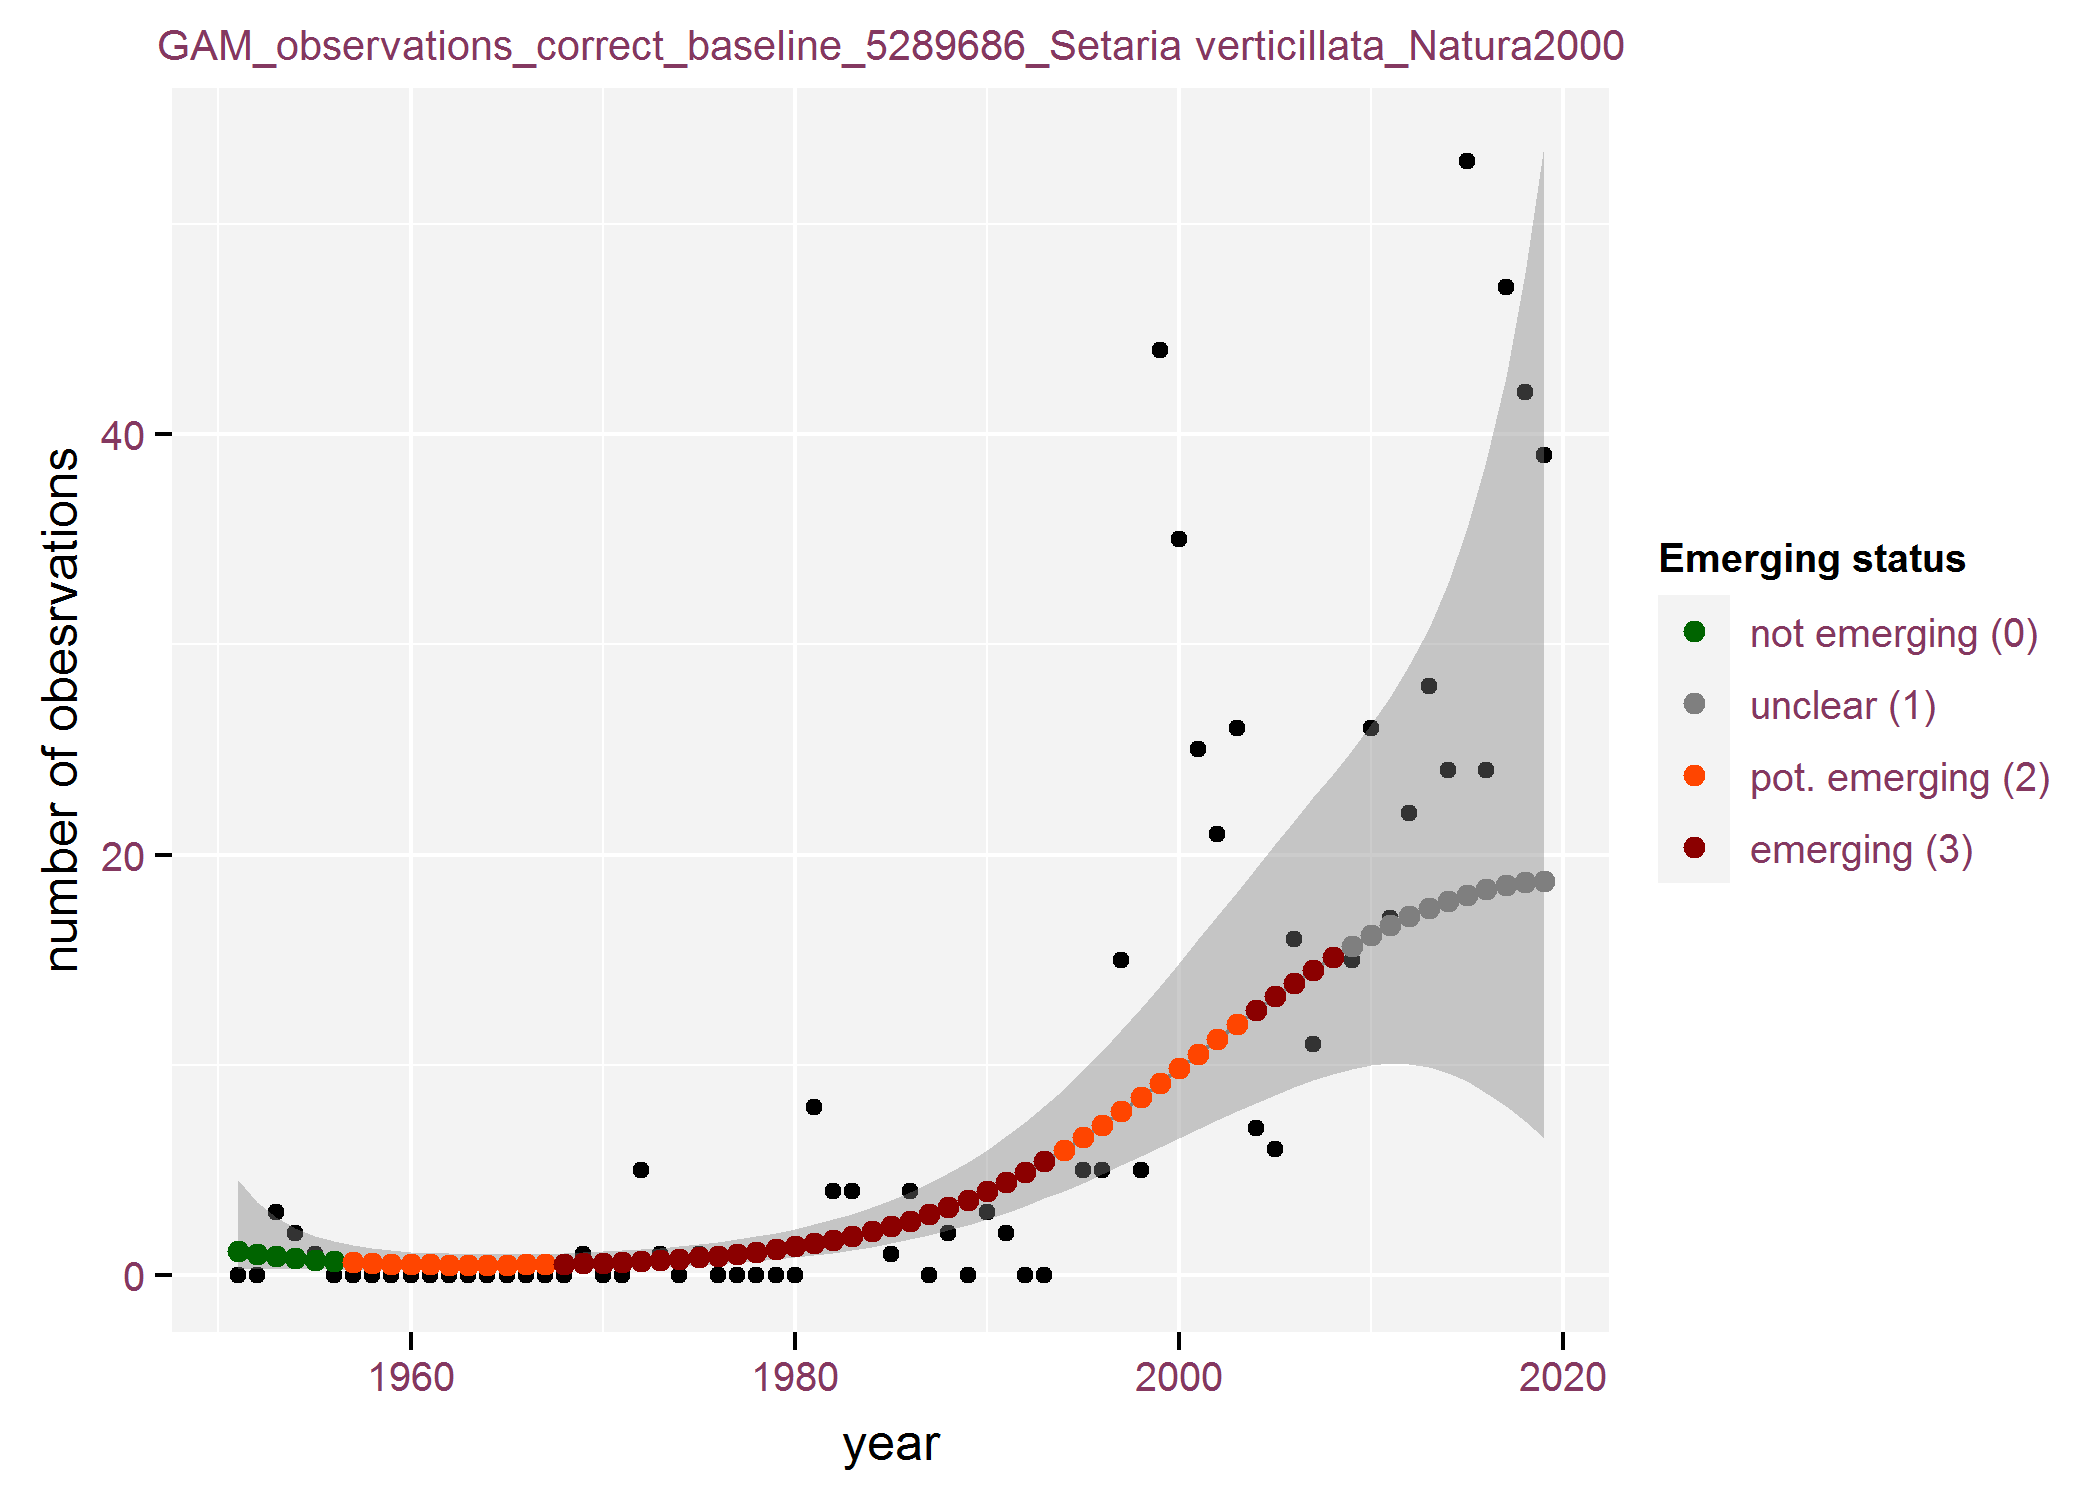 GAM_observations_correct_baseline_5289686_Setaria verticillata_Natura2000
number of obesrvations
40
20
0
1960
1980
2000
2020
year
Emerging status
not emerging (0)
unclear (1)
pot. emerging (2)
emerging (3)